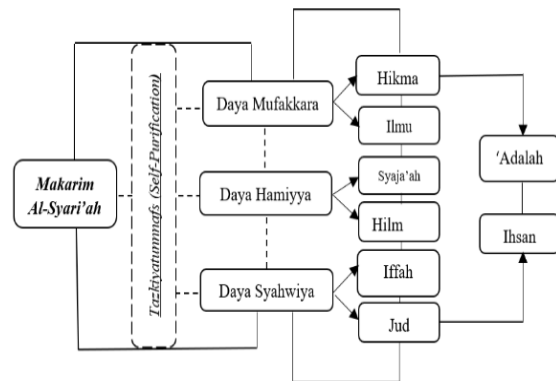 Makarim
Al-Syari'ah
Tazkiyatunnafs (Self-Purification)
Daya Mufakkara
Daya Hamiyya
Daya Syahwiya
Hikma
Ilmu
Syaja'ah
Hilm
Iffah
Jud
'Adalah
Ihsan